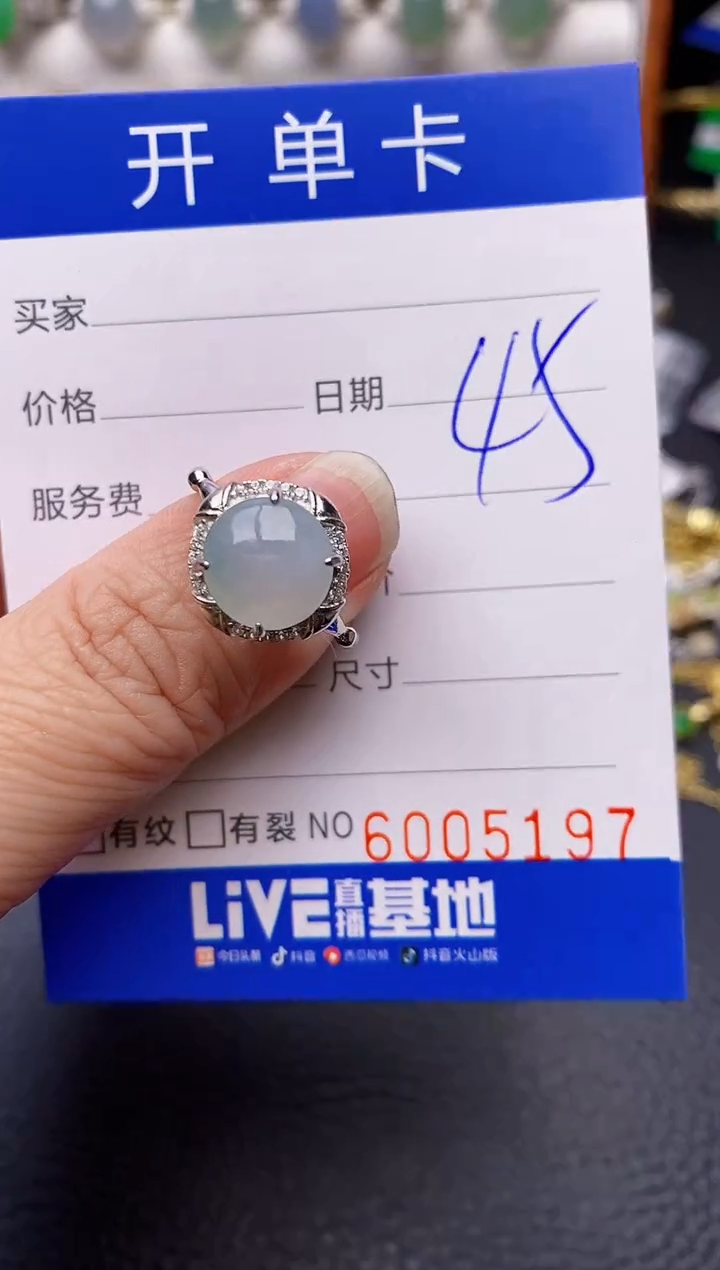 开单卡
买家
价格 日期
45
服务费
尺寸
有纹 有裂 NO 6005197
LiVE直播基地
今日头条 抖音 西瓜视频 抖音火山版